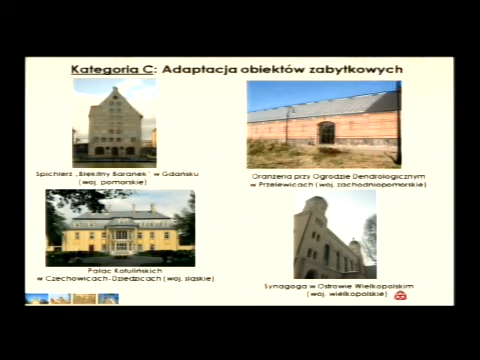 Kategoria C: Adaptacja obiektów zabytkowych
Spichlerz „Błękitny Baranek” w Gdańsku
(woj. pomorskie)
Oranżeria przy Ogrodzie Dendrologicznym
w Przelewicach (woj. zachodniopomorskie)
Pałac Kotulińskich
w Czechowicach-Dziedzicach (woj. śląskie)
Synagoga w Ostrowie Wielkopolskim
(woj. wielkopolskie)